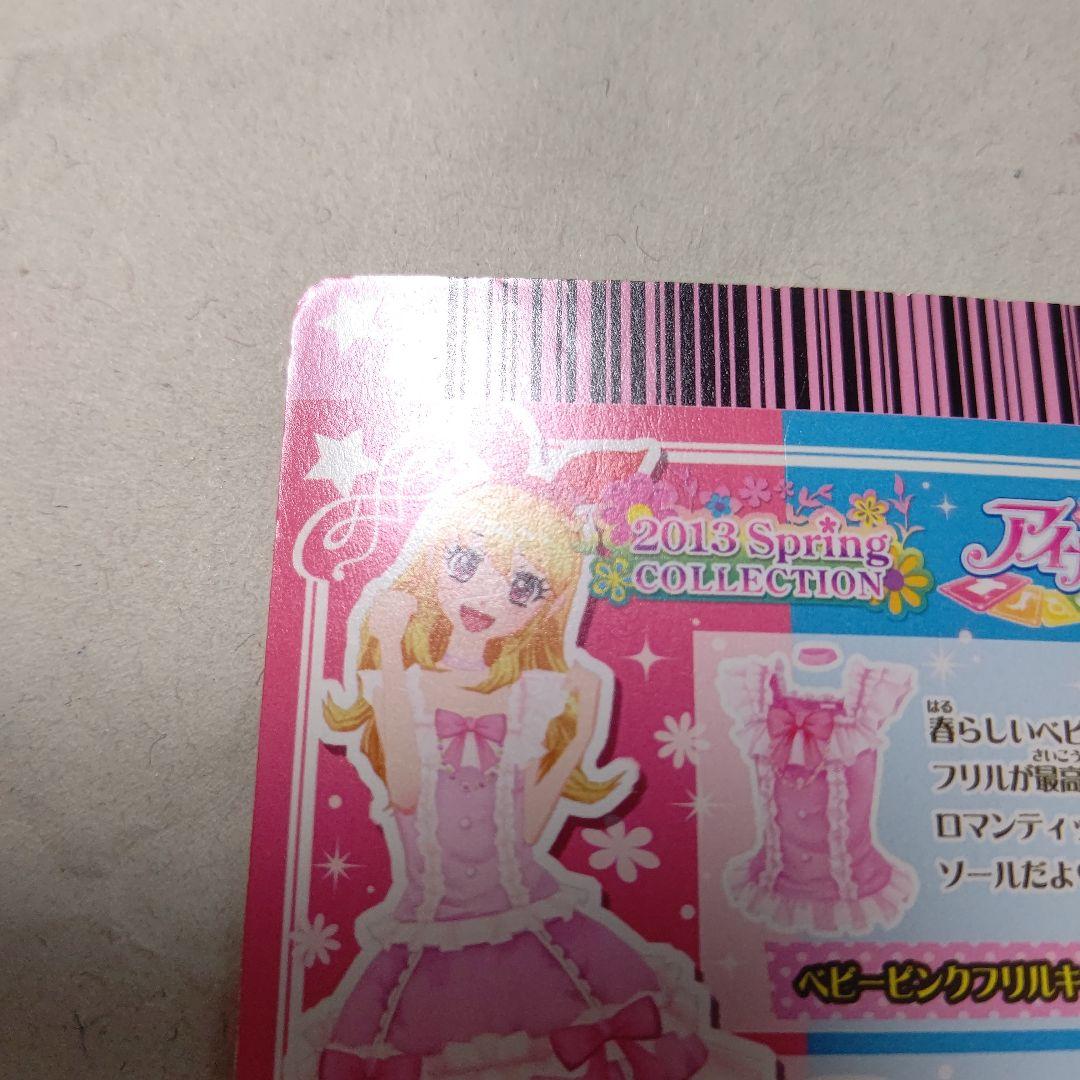 2013 Spring
COLLECTION
アイ
はる
春らしいベビ
さいこう
フリルが最高
ロマンティッ
ソールだよ
ベビーピンクフリルキ